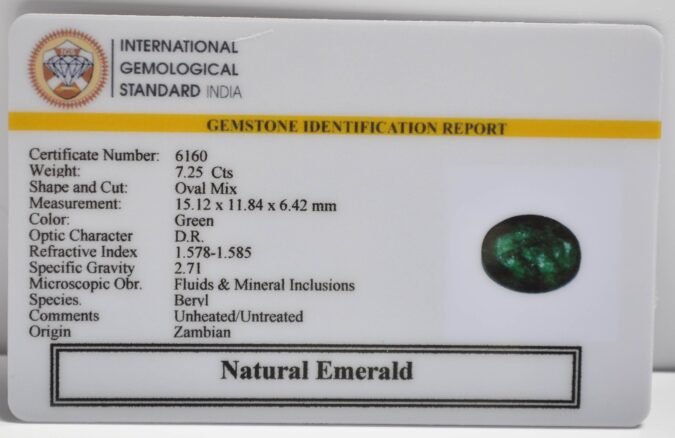 INTERNATIONAL
GEMOLOGICAL
STANDARD INDIA
GEMSTONE IDENTIFICATION REPORT
Certificate Number: 6160
Weight: 7.25 Cts
Shape and Cut: Oval Mix
Measurement: 15.12 x 11.84 x 6.42 mm
Color: Green
Optic Character D.R.
Refractive Index 1.578-1.585
Specific Gravity 2.71
Microscopic Obr. Fluids & Mineral Inclusions
Species. Beryl
Comments Unheated/Untreated
Origin Zambian
Natural Emerald